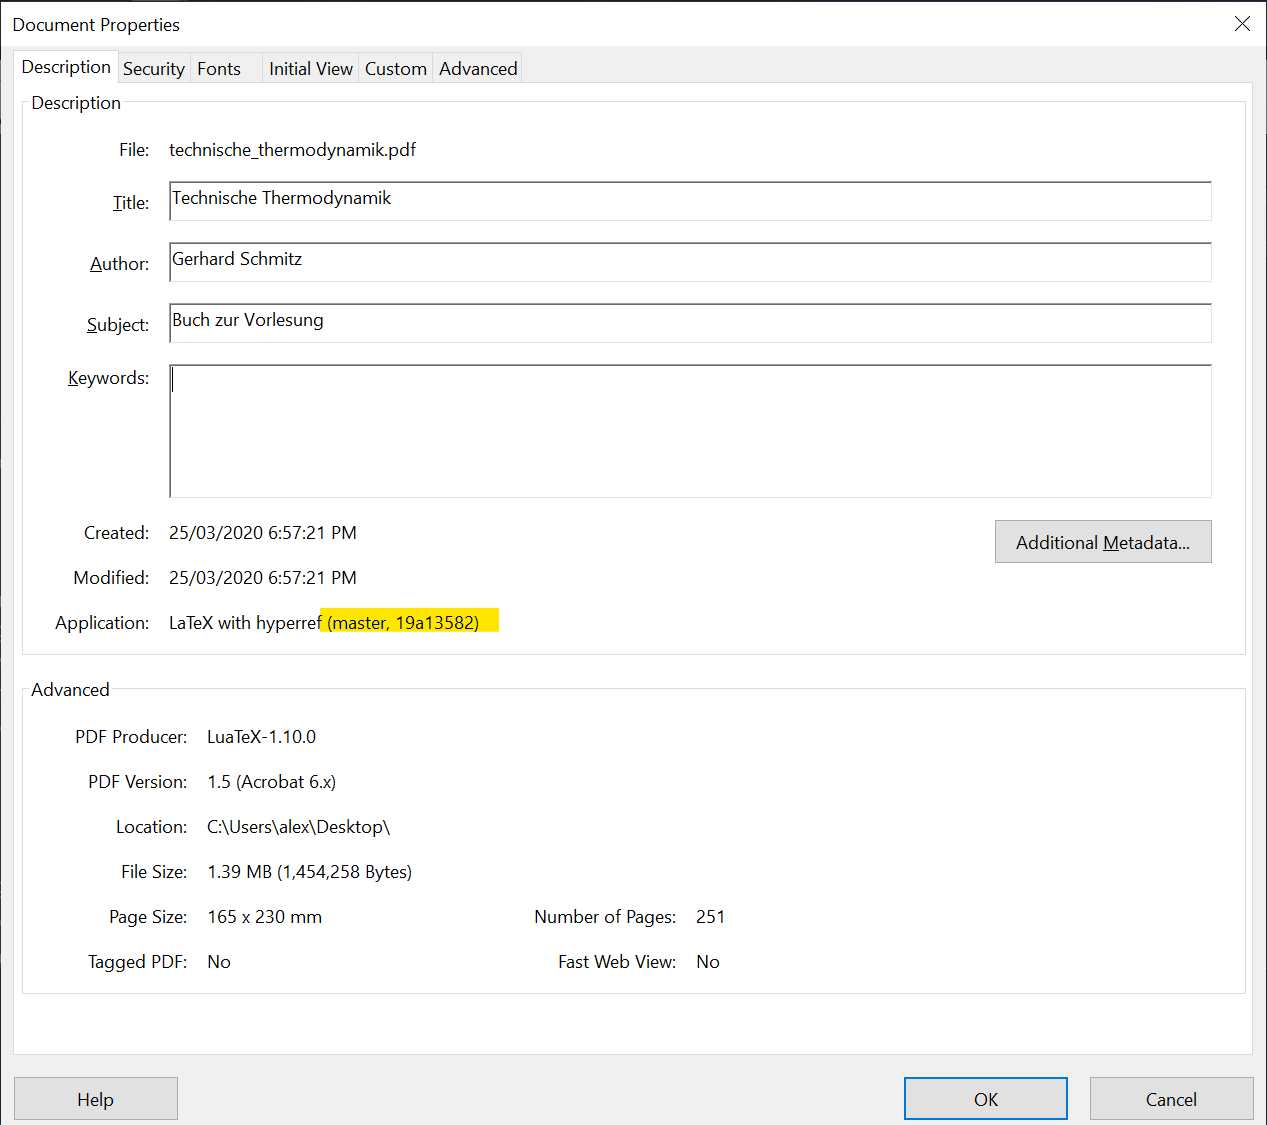 Document Properties
Description Security Fonts Initial View Custom Advanced
Description
File: technische_thermodynamik.pdf
Title: Technische Thermodynamik
Author: Gerhard Schmitz
Subject: Buch zur Vorlesung
Keywords:
Created: 25/03/2020 6:57:21 PM
Additional Metadata...
Modified: 25/03/2020 6:57:21 PM
Application: LaTeX with hyperref (master, 19a13582)
Advanced
PDF Producer: LuaTeX-1.10.0
PDF Version: 1.5 (Acrobat 6.x)
Location: C:\Users\alex\Desktop\
File Size: 1.39 MB (1,454,258 Bytes)
Page Size: 165 x 230 mm Number of Pages: 251
Tagged PDF: No Fast Web View: No
Help OK Cancel